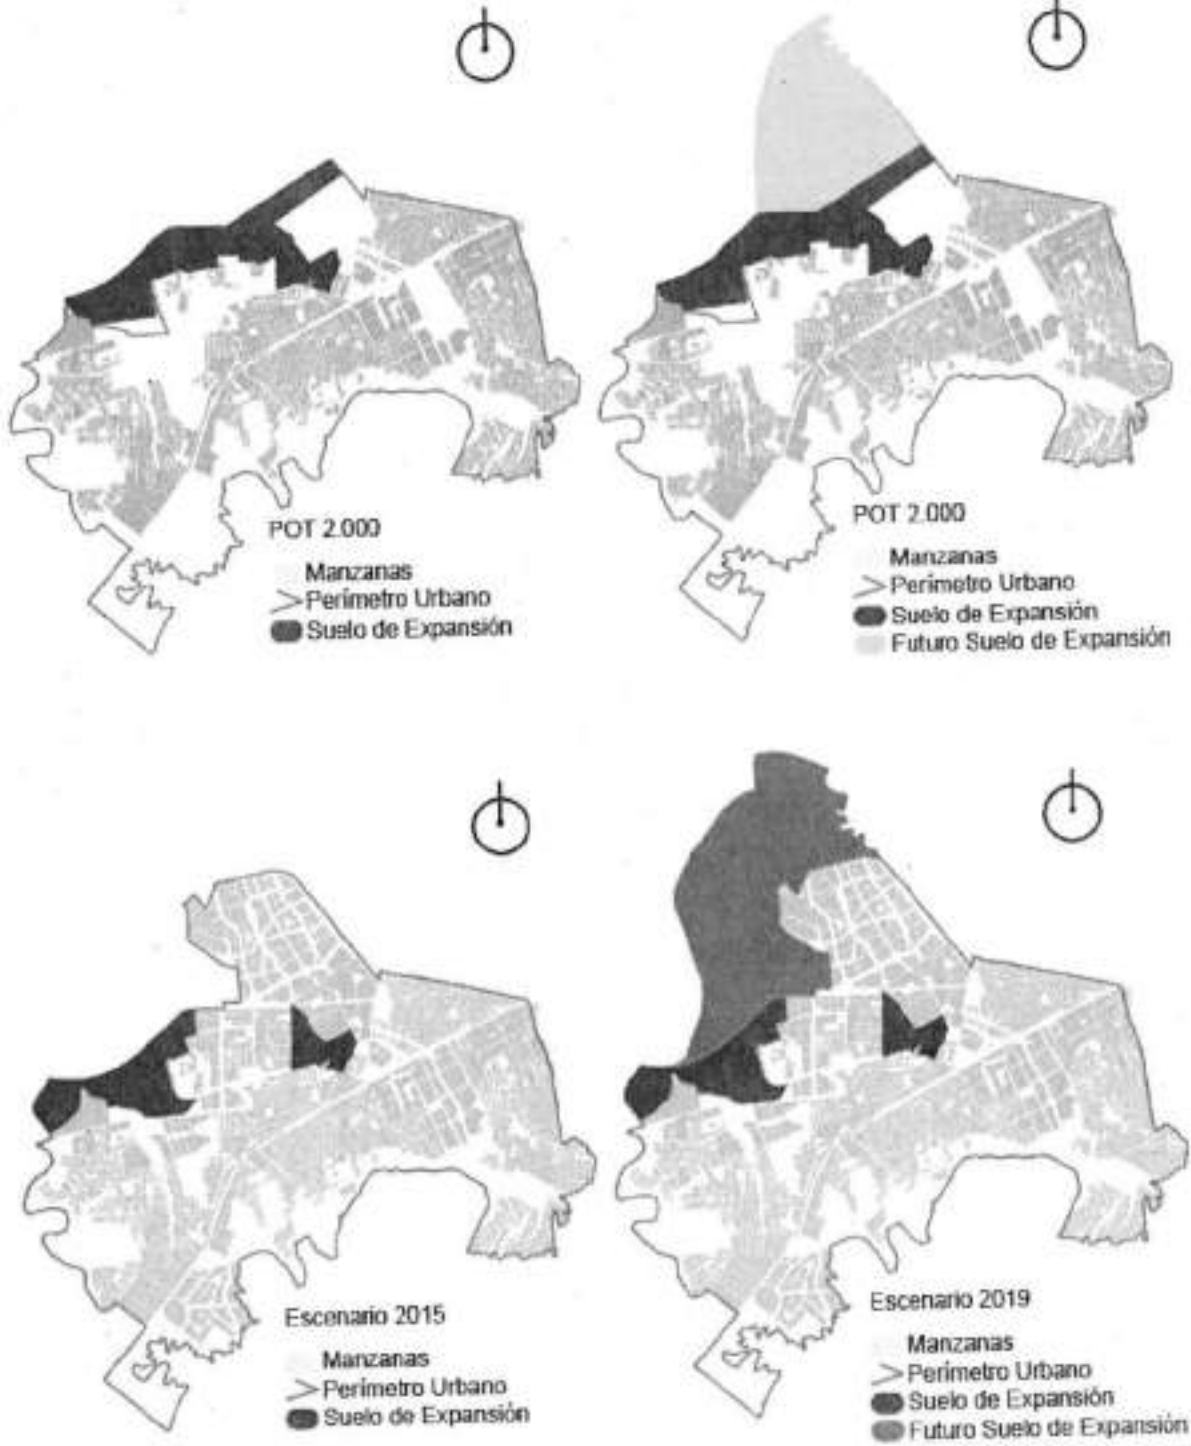 POT 2.000
Manzanas
Perímetro Urbano
Suelo de Expansión
POT 2.000
Manzanas
Perímetro Urbano
Suelo de Expansión
Futuro Suelo de Expansión
Escenario 2015
Manzanas
Perímetro Urbano
Suelo de Expansión
Escenario 2019
Manzanas
Perímetro Urbano
Suelo de Expansión
Futuro Suelo de Expansión